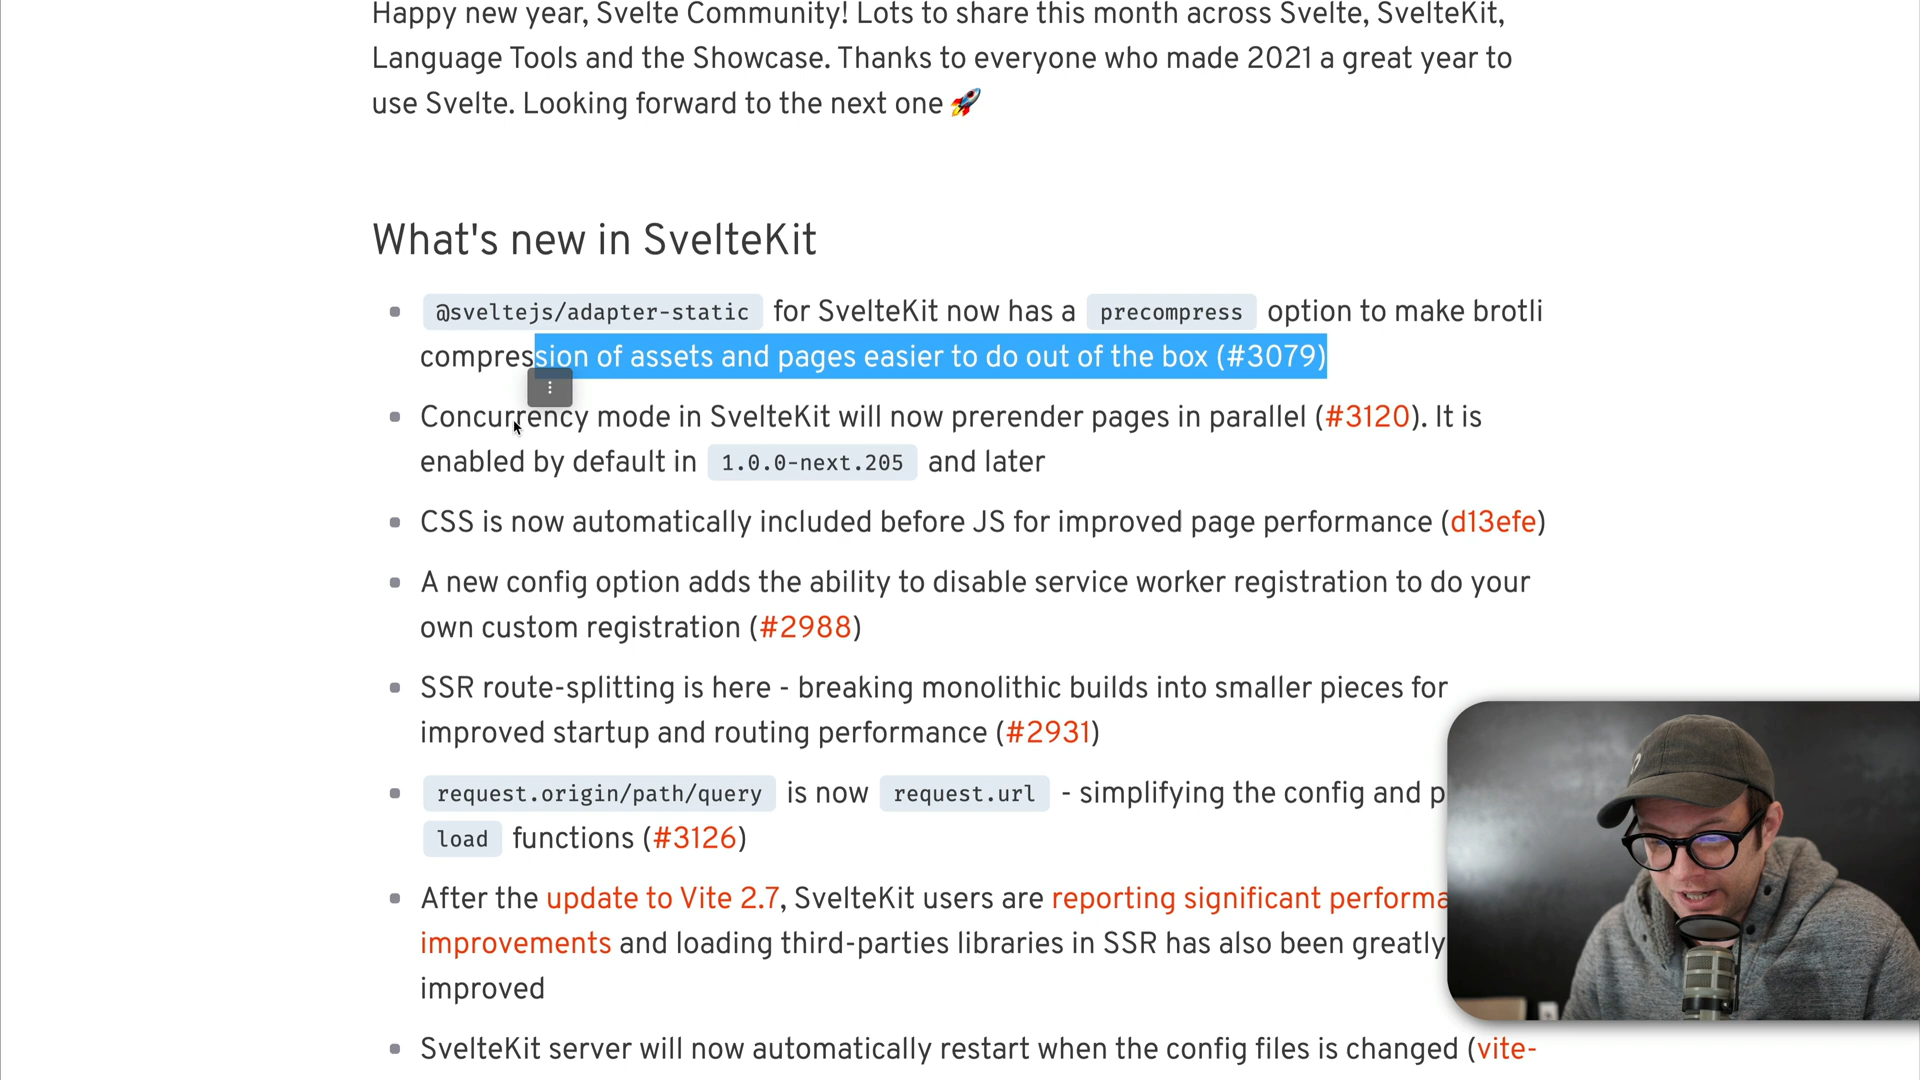 Happy new year, Svelte Community! Lots to share this month across Svelte, SvelteKit,
Language Tools and the Showcase. Thanks to everyone who made 2021 a great year to
use Svelte. Looking forward to the next one 🚀
What's new in SvelteKit
@sveltejs/adapter-static for SvelteKit now has a precompress option to make brotli
compression of assets and pages easier to do out of the box (#3079)
Concurrency mode in SvelteKit will now prerender pages in parallel (#3120). It is
enabled by default in 1.0.0-next.205 and later
CSS is now automatically included before JS for improved page performance (d13efe)
A new config option adds the ability to disable service worker registration to do your
own custom registration (#2988)
SSR route-splitting is here - breaking monolithic builds into smaller pieces for
improved startup and routing performance (#2931)
request.origin/path/query is now request.url - simplifying the config and
load functions (#3126)
After the update to Vite 2.7, SvelteKit users are reporting significant
improvements and loading third-parties libraries in SSR has also been greatly
improved
SvelteKit server will now automatically restart when the config files is changed (vite-